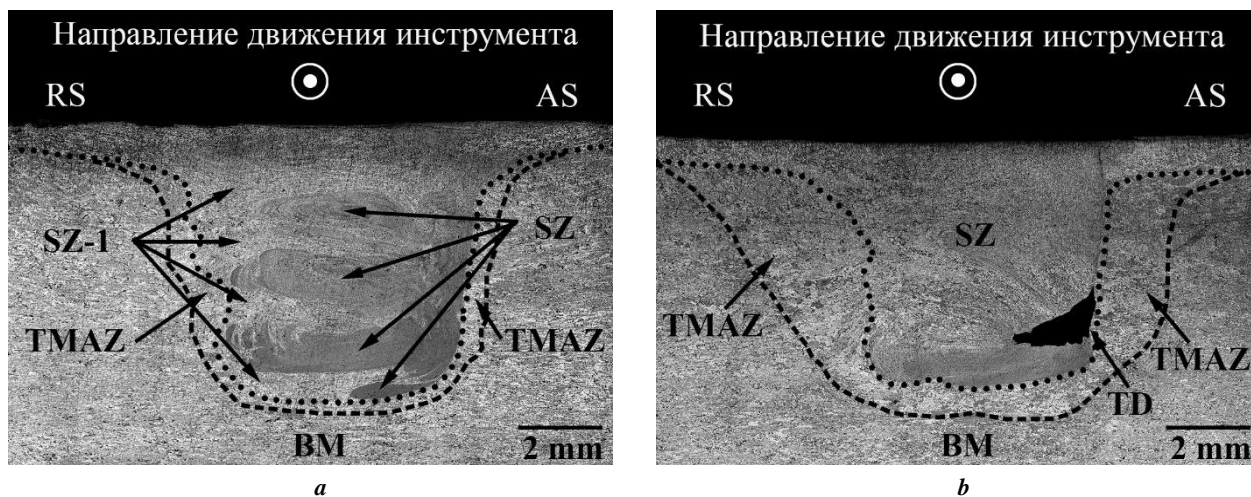 Направление движения инструмента
RS
AS
SZ-1
SZ
TMAZ
TMAZ
BM
2 mm
a
Направление движения инструмента
RS
AS
SZ
TMAZ
TMAZ
TD
BM
2 mm
b